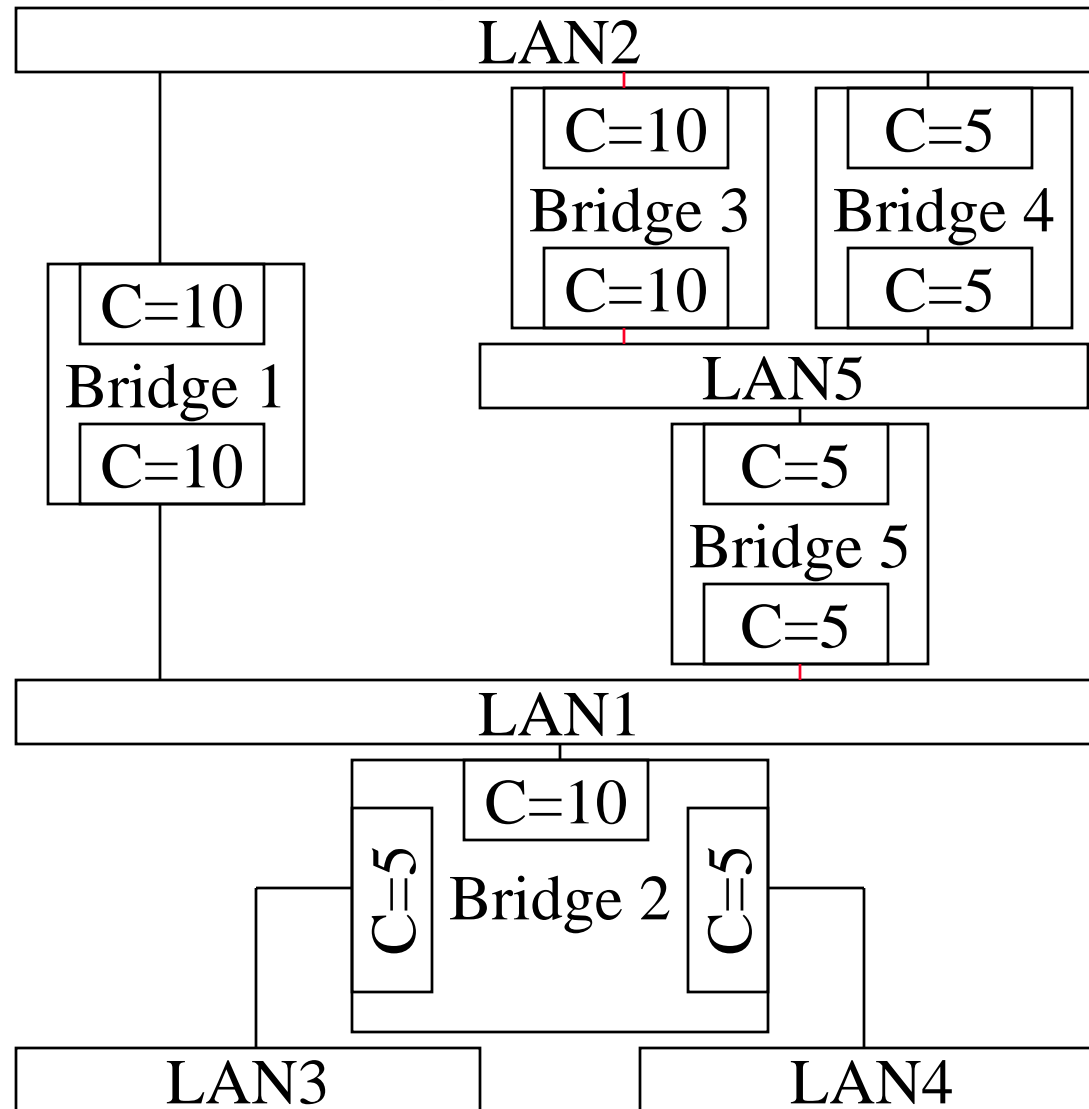 LAN2
C=10
C=5
Bridge 3
Bridge 4
C=10
C=5
C=10
Bridge 1
C=10
LAN5
C=5
Bridge 5
C=5
LAN1
C=10
C=5
Bridge 2
C=5
LAN3
LAN4